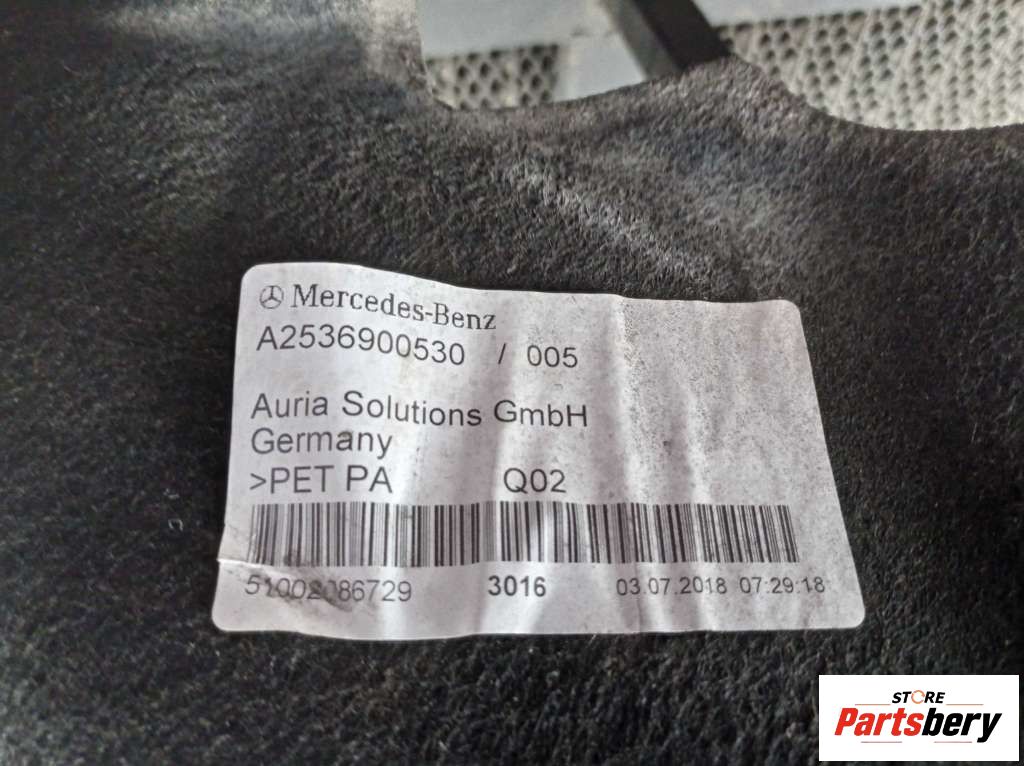 Mercedes-Benz
A2536900530 / 005
Auria Solutions GmbH
Germany
>PET PA Q02
51002086729 3016 03.07.2018 07:29:18
STORE
Partsbery